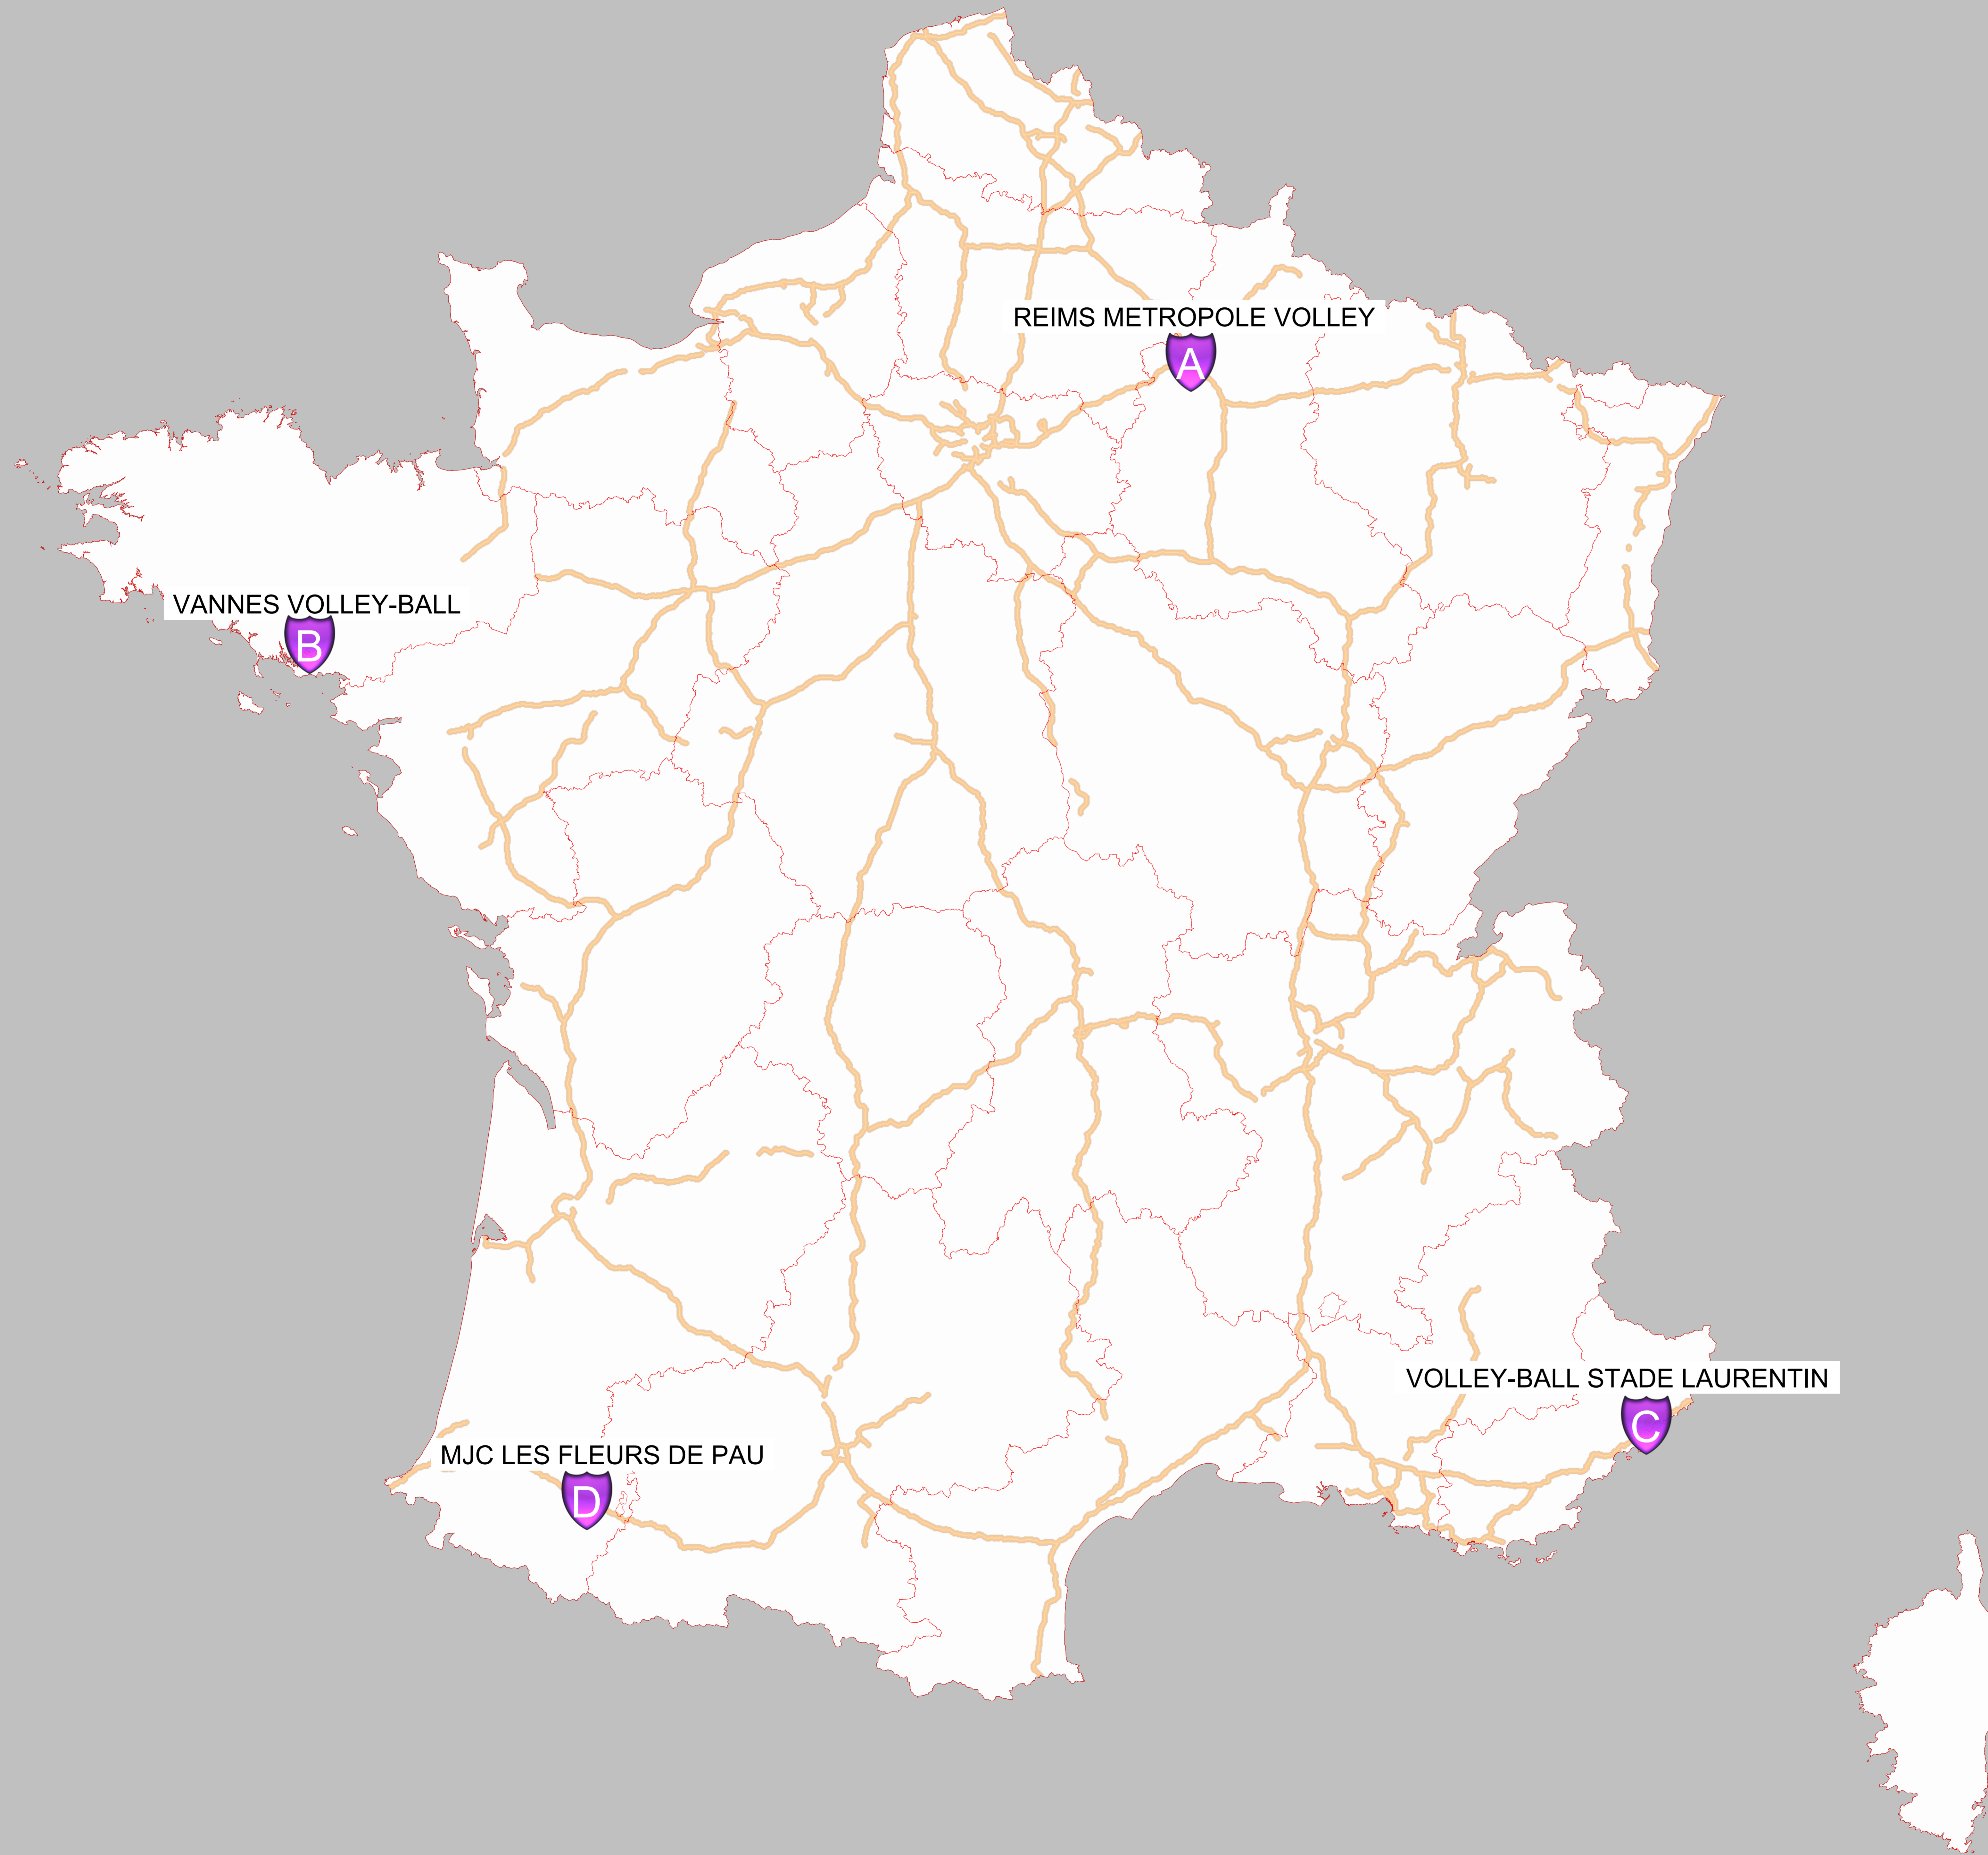 REIMS METROPOLE VOLLEY
A
VANNES VOLLEY-BALL
B
VOLLEY-BALL STADE LAURENTIN
C
MJC LES FLEURS DE PAU
D